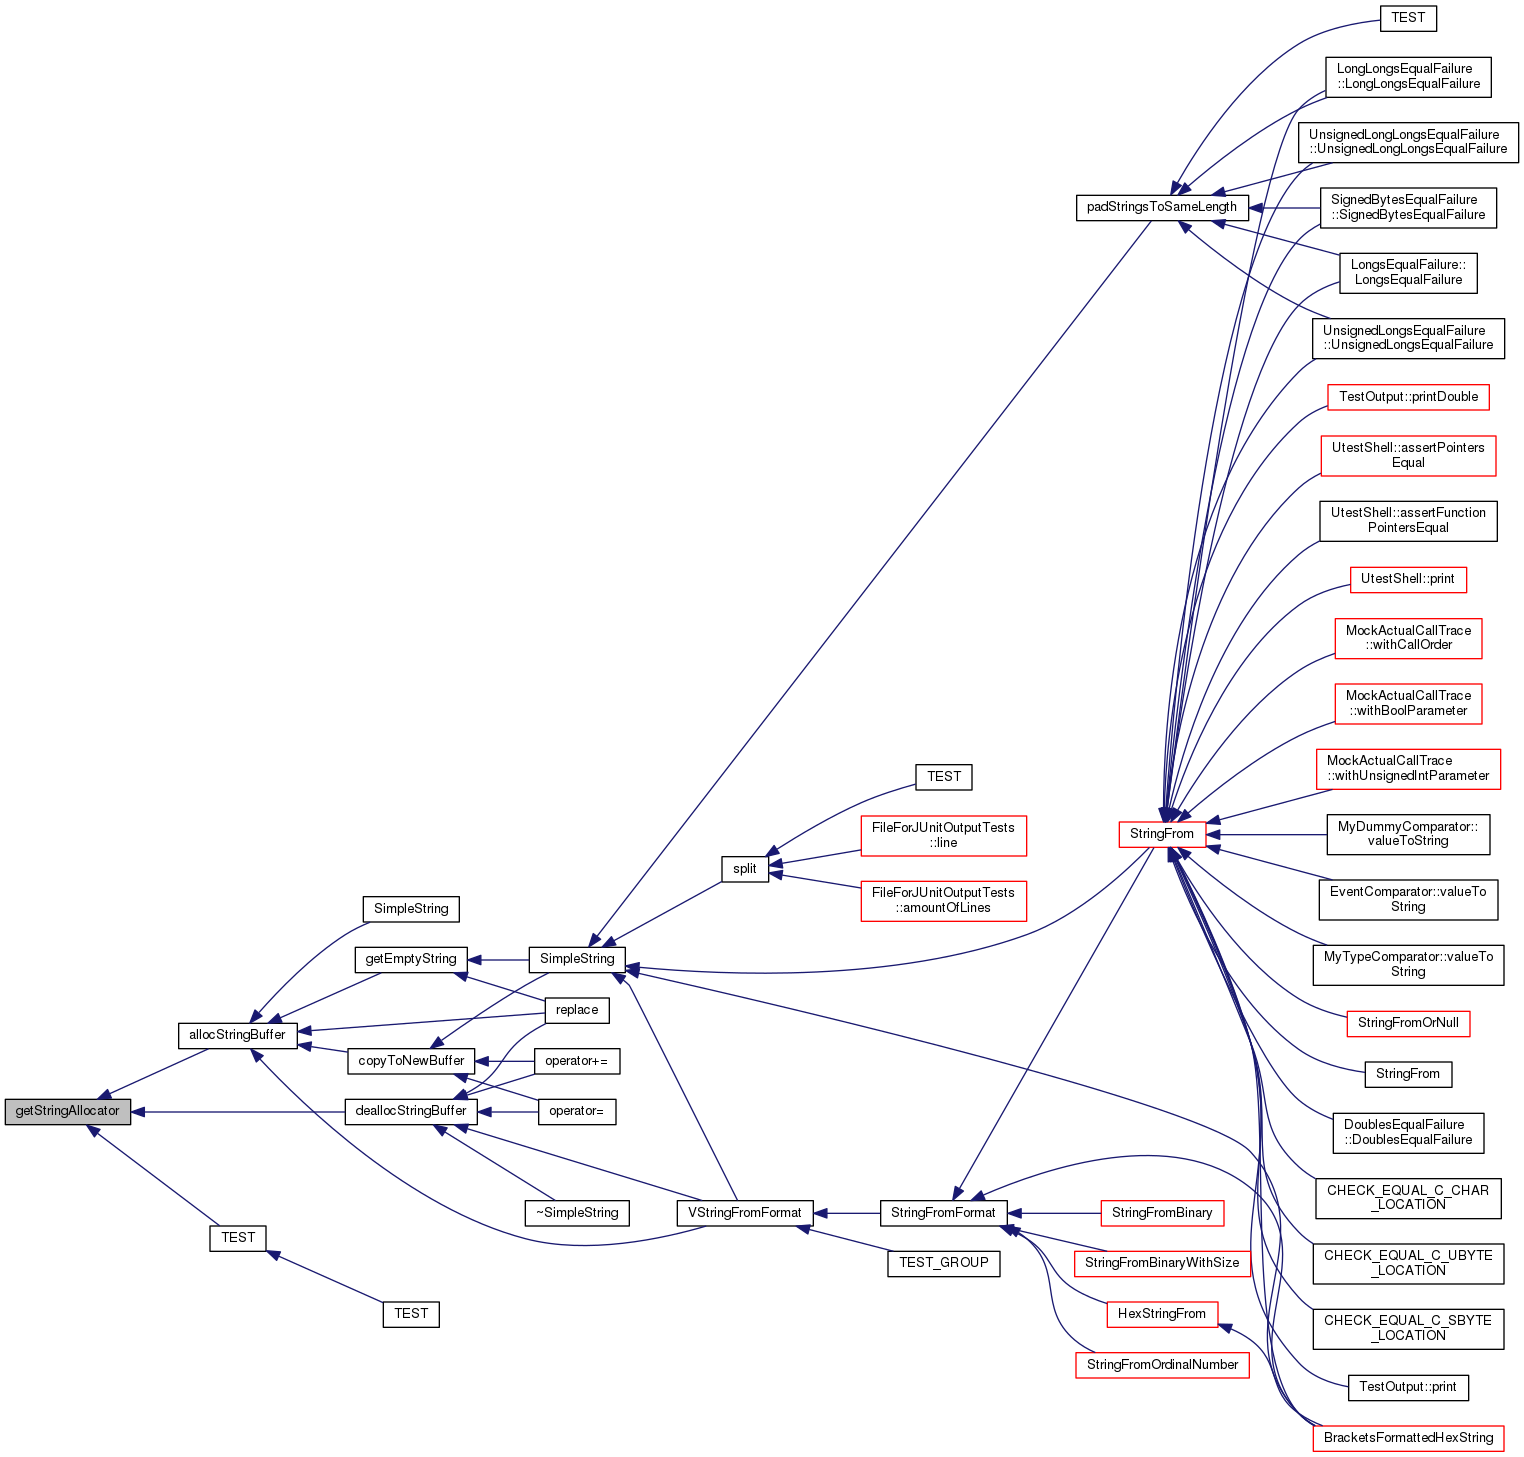 TEST
LongLongsEqualFailure
::LongLongsEqualFailure
UnsignedLongLongsEqualFailure
::UnsignedLongLongsEqualFailure
padStringsToSameLength
SignedBytesEqualFailure
::SignedBytesEqualFailure
LongsEqualFailure::
LongsEqualFailure
UnsignedLongsEqualFailure
::UnsignedLongsEqualFailure
TestOutput::printDouble
UtestShell::assertPointers
Equal
UtestShell::assertFunction
PointersEqual
UtestShell::print
MockActualCallTrace
::withCallOrder
MockActualCallTrace
::withBoolParameter
MockActualCallTrace
::withUnsignedIntParameter
TEST
FileForJUnitOutputTests
::line
StringFrom
MyDummyComparator::
valueToString
split
FileForJUnitOutputTests
::amountOfLines
EventComparator::valueTo
String
SimpleString
getEmptyString
SimpleString
MyTypeComparator::valueTo
String
replace
StringFromOrNull
allocStringBuffer
copyToNewBuffer
operator+=
StringFrom
getStringAllocator
deallocStringBuffer
operator=
DoublesEqualFailure
::DoublesEqualFailure
~SimpleString
VStringFromFormat
StringFromFormat
StringFromBinary
CHECK_EQUAL_C_CHAR
_LOCATION
TEST
TEST_GROUP
StringFromBinaryWithSize
CHECK_EQUAL_C_UBYTE
_LOCATION
TEST
HexStringFrom
CHECK_EQUAL_C_SBYTE
_LOCATION
StringFromOrdinalNumber
TestOutput::print
BracketsFormattedHexString